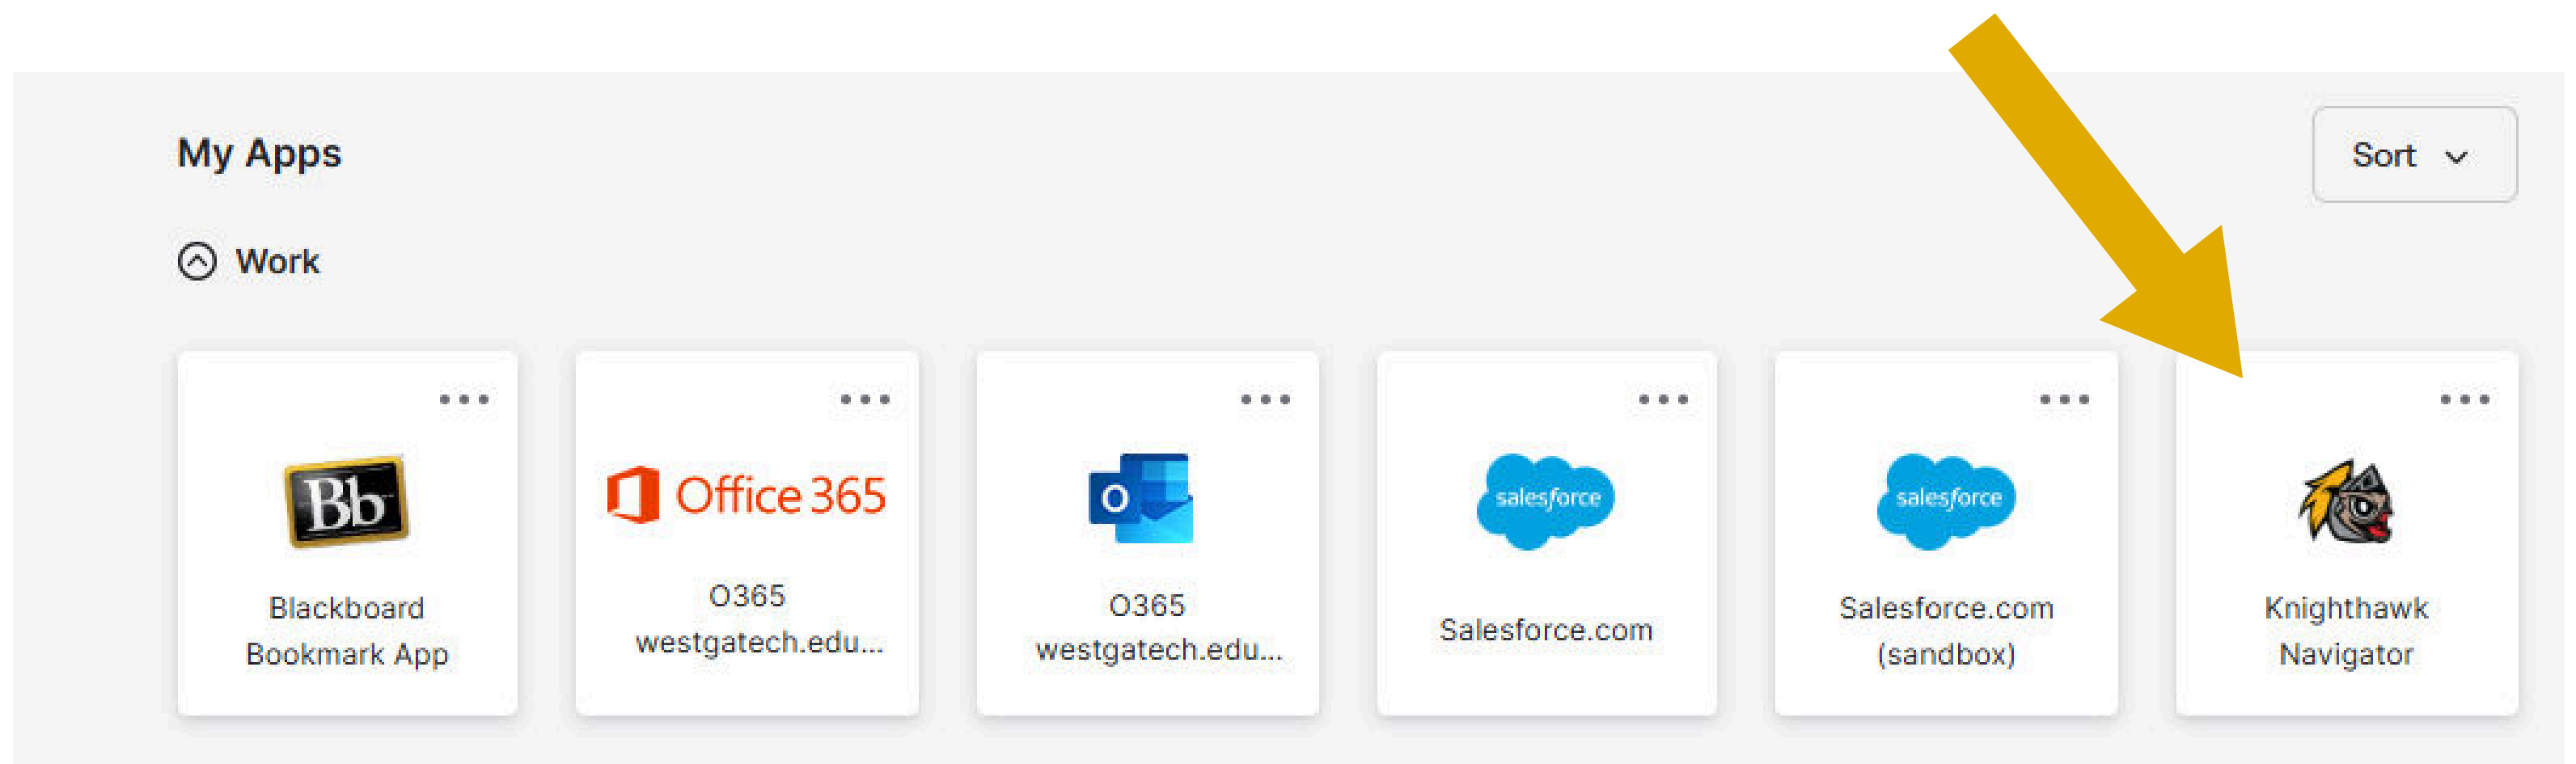 My Apps
Sort
Work
Bb
Office 365
O
salesforce
salesforce
Blackboard
Bookmark App
O365
westgatech.edu...
O365
westgatech.edu...
Salesforce.com
Salesforce.com
(sandbox)
Knighthawk
Navigator